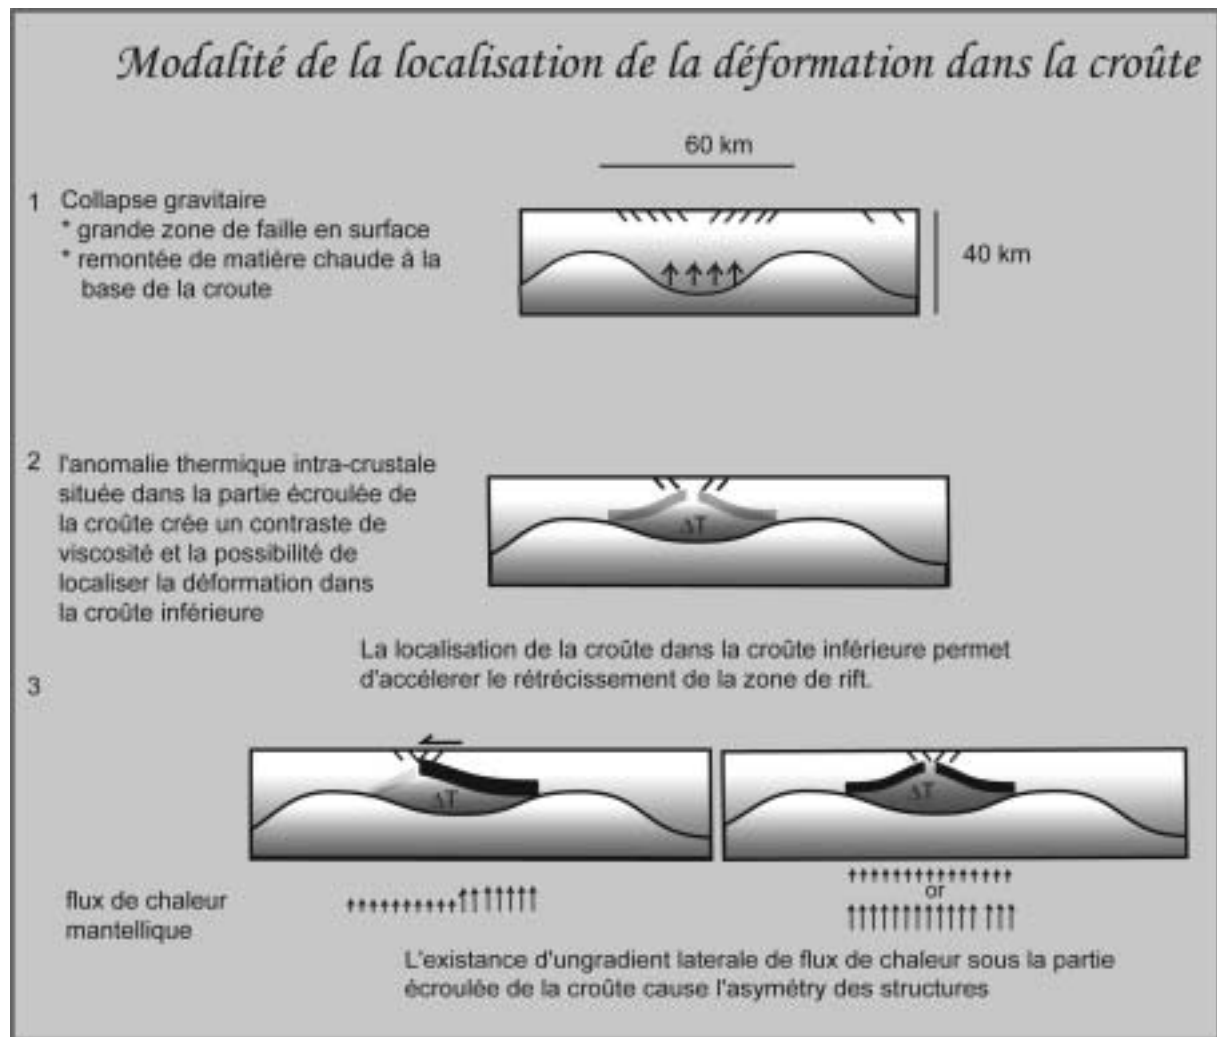 Modalité de la localisation de la déformation dans la croûte
60 km
1 Collapse gravitaire
* grande zone de faille en surface
* remontée de matière chaude à la
base de la croute
40 km
2 l'anomalie thermique intra-crustale
située dans la partie écroulée de
la croûte crée un contraste de
viscosité et la possibilité de
localiser la déformation dans
la croûte inférieure
ΔT
La localisation de la croûte dans la croûte inférieure permet
d'accélerer le rétrécissement de la zone de rift.
3
ΔT
ΔT
flux de chaleur
mantellique
or
L'existance d'ungradient laterale de flux de chaleur sous la partie
écroulée de la croûte cause l'asymétry des structures